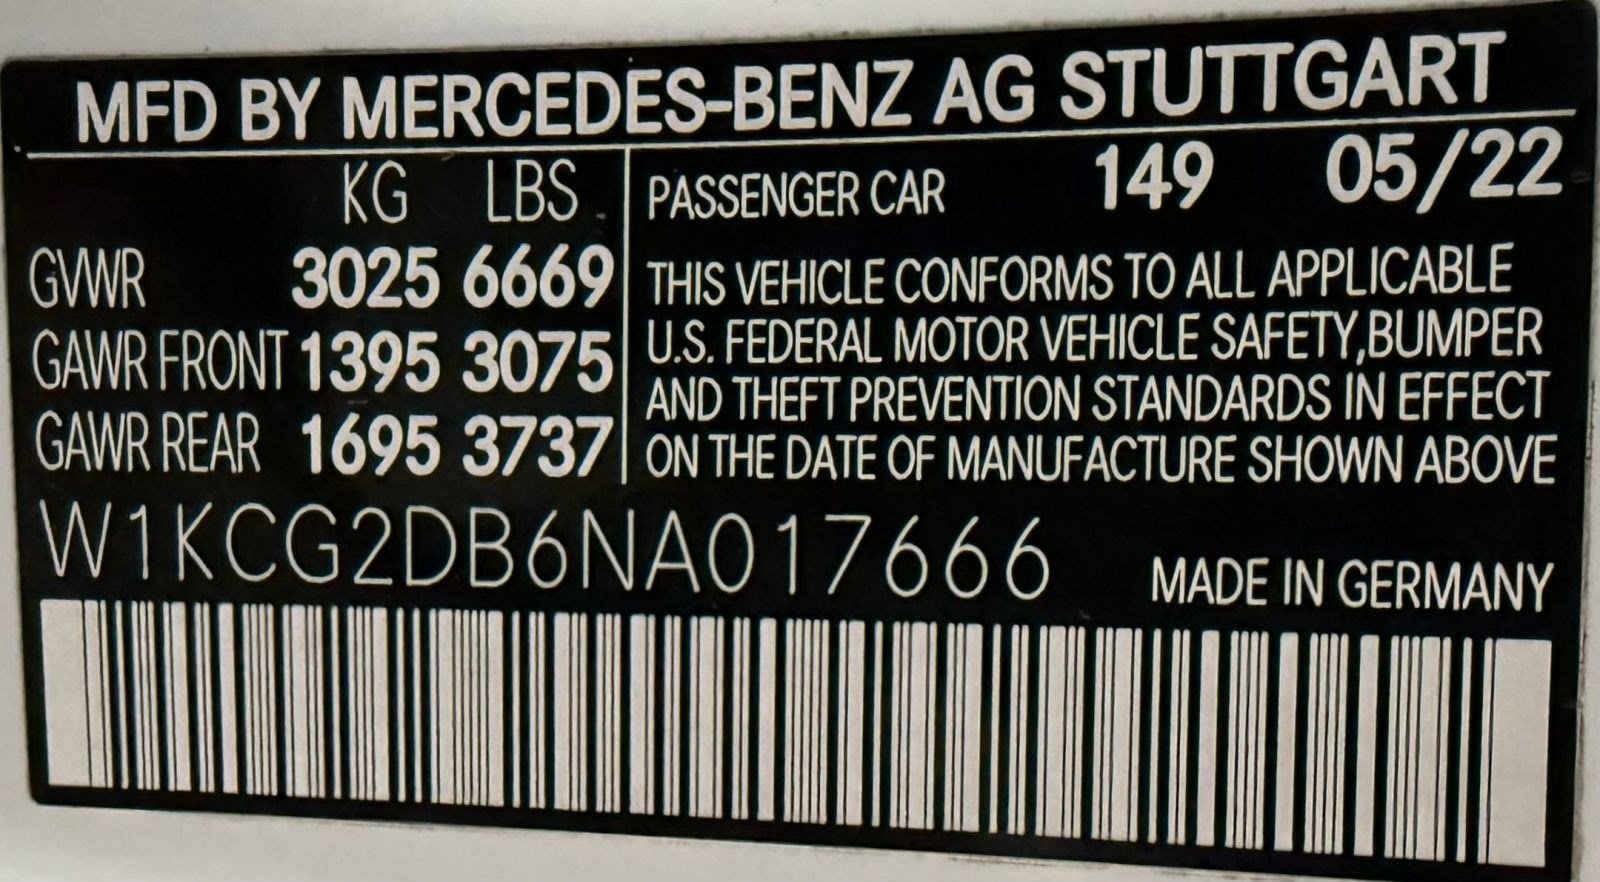 MFD BY MERCEDES-BENZ AG STUTTGART
KG LBS
GVWR 3025 6669
GAWR FRONT 1395 3075
GAWR REAR 1695 3737
PASSENGER CAR 149 05/22
THIS VEHICLE CONFORMS TO ALL APPLICABLE
U.S. FEDERAL MOTOR VEHICLE SAFETY,BUMPER
AND THEFT PREVENTION STANDARDS IN EFFECT
ON THE DATE OF MANUFACTURE SHOWN ABOVE
W1KCG2DB6NA017666
MADE IN GERMANY